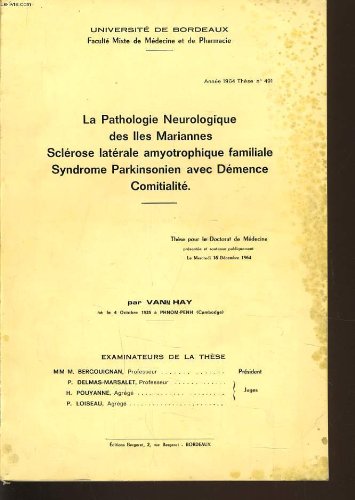 UNIVERSITÉ DE BORDEAUX
Faculté Mixte de Médecine et de Pharmacie
Année 1964 Thèse n° 491
La Pathologie Neurologique
des Iles Mariannes
Sclérose latérale amyotrophique familiale
Syndrome Parkinsonien avec Démence
Comitialité.
Thèse pour le Doctorat de Médecine
présentée et soutenue publiquement
Le Mercredi 16 Décembre 1964
par VANN HAY
né le 4 Octobre 1935 à PHNOM-PENH (Cambodge)
EXAMINATEURS DE LA THÈSE
MM M. BERGOUIGNAN, Professeur . . . . . . . . . . . . . . Président
P. DELMAS-MARSALET, Professeur . . . . . . . . . . .
H. POUYANNE, Agrégé . . . . . . . . . . . . . . . . . . Juges
P. LOISEAU, Agrégé . . . . . . . . . . . . . . . . . . .
Éditions Bergeret, 2, rue Bergeret - BORDEAUX